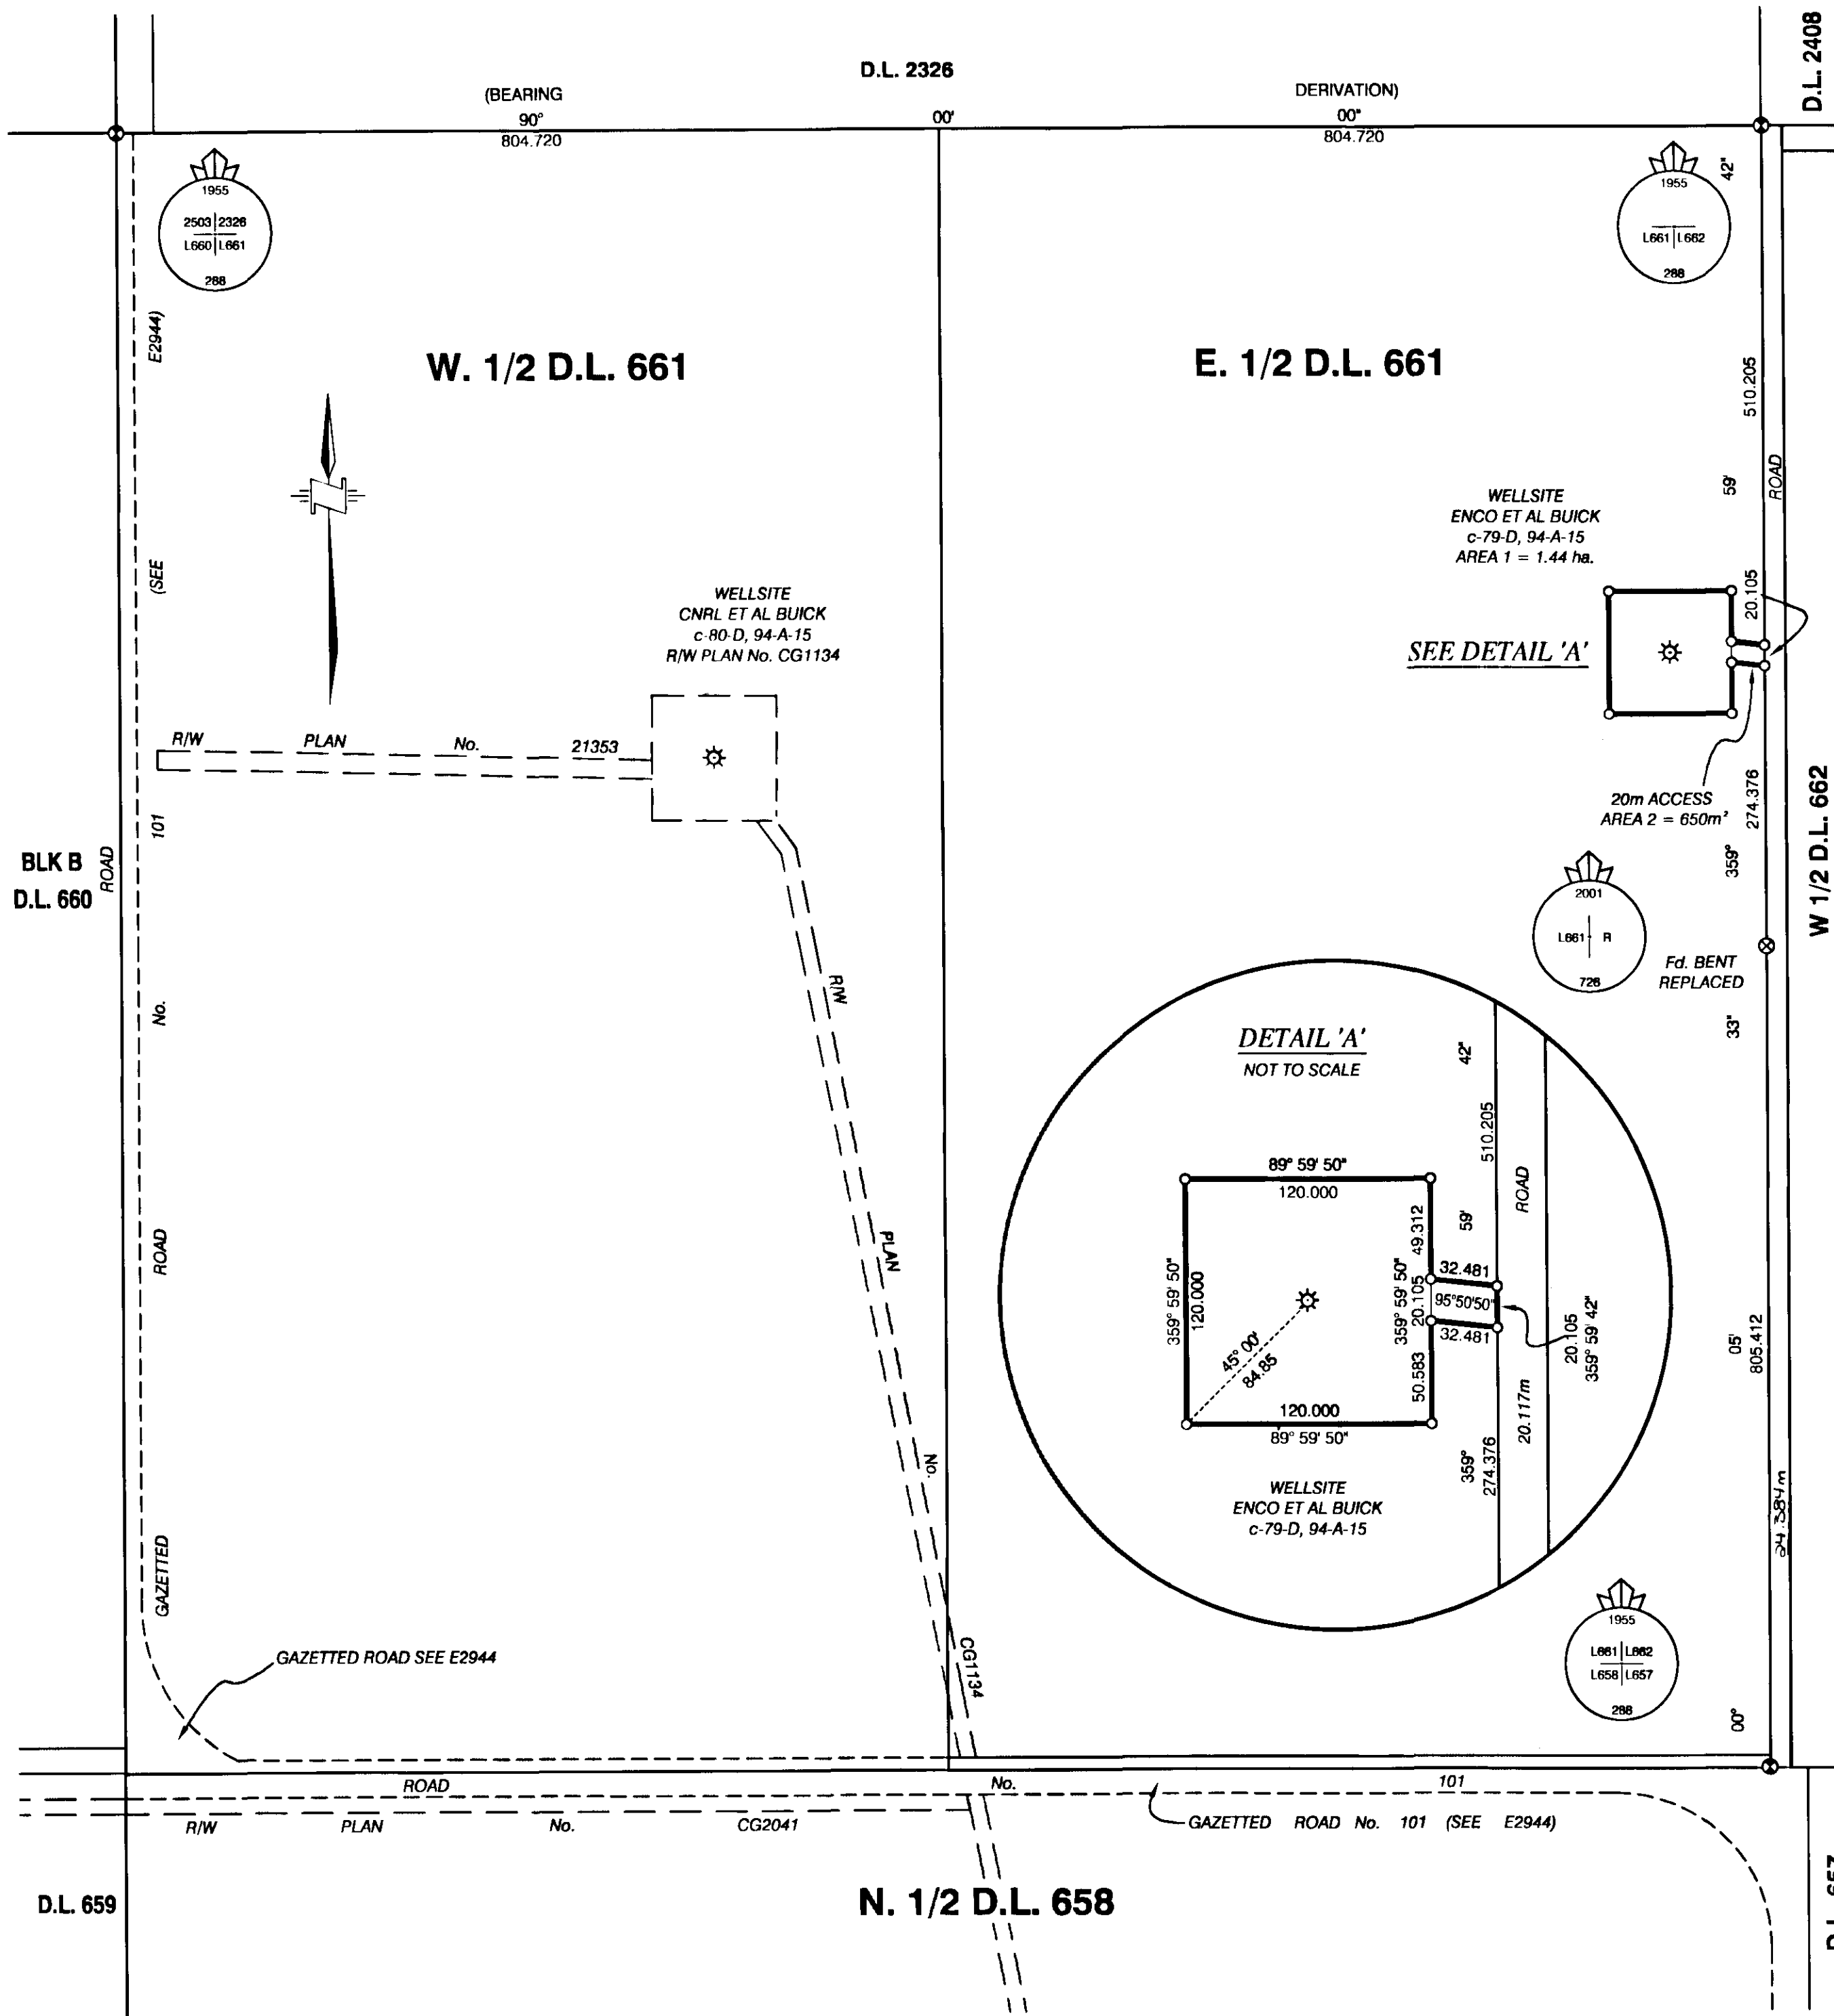 D.L. 2326
D.L. 2408
(BEARING
DERIVATION)
90°
00'
00"
804.720
804.720
1955
2503 2326
L660 L661
288
1955
L661 L662
288
42"
E2944)
W. 1/2 D.L. 661
E. 1/2 D.L. 661
510.205
ROAD
59'
WELLSITE
ENCO ET AL BUICK
c-79-D, 94-A-15
AREA 1 = 1.44 ha.
(SEE
WELLSITE
CNRL ET AL BUICK
c-80-D, 94-A-15
R/W PLAN No. CG1134
20.105
SEE DETAIL 'A'
R/W PLAN No. 21353
20m ACCESS
AREA 2 = 650m²
274.376
W 1/2 D.L. 662
101
BLK B
D.L. 660
ROAD
359°
2001
L661 R
726
Fd. BENT
REPLACED
R/W
No.
33"
DETAIL 'A'
NOT TO SCALE
42"
510.205
89° 59' 50"
120.000
ROAD
49.312
59'
ROAD
PLAN
359° 59' 50"
120.000
359° 59' 50"
20.105
32.481
95°50'50"
32.481
20.105
359° 59' 42"
05'
805.412
45° 00'
84.85
50.583
120.000
89° 59' 50"
20.117m
No.
359°
274.376
WELLSITE
ENCO ET AL BUICK
c-79-D, 94-A-15
24.384m
GAZETTED
1955
L661 L662
L658 L657
288
GAZETTED ROAD SEE E2944
CG1134
00°
ROAD No. 101
R/W PLAN No. CG2041
GAZETTED ROAD No. 101 (SEE E2944)
D.L. 659
N. 1/2 D.L. 658
D.L. 657